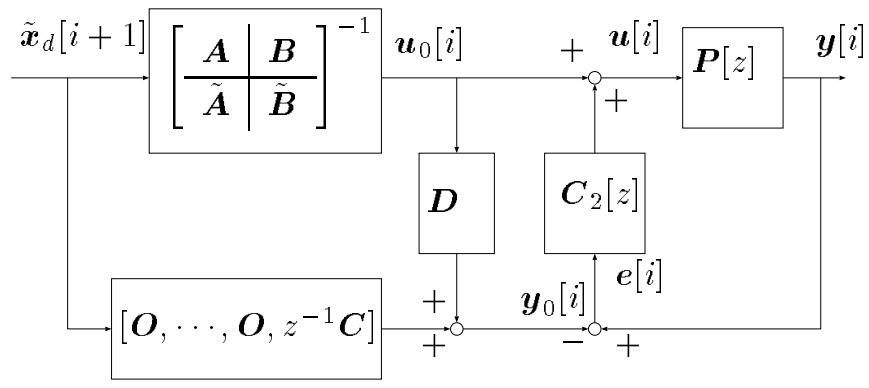 x̃_d[i + 1]
[A B
Ã B̃]^{-1}
u_0[i]
+
u[i]
P[z]
y[i]
+
D
C_2[z]
e[i]
[O, ⋯, O, z^{-1}C]
+
+
y_0[i]
−
+